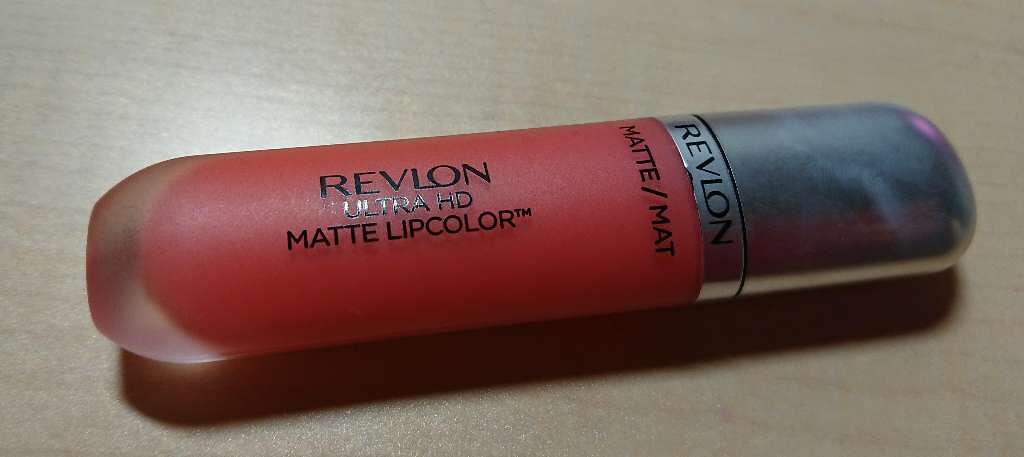 REVLON
ULTRA HD
MATTE LIPCOLOR™
MATTE/MAT
REVLON